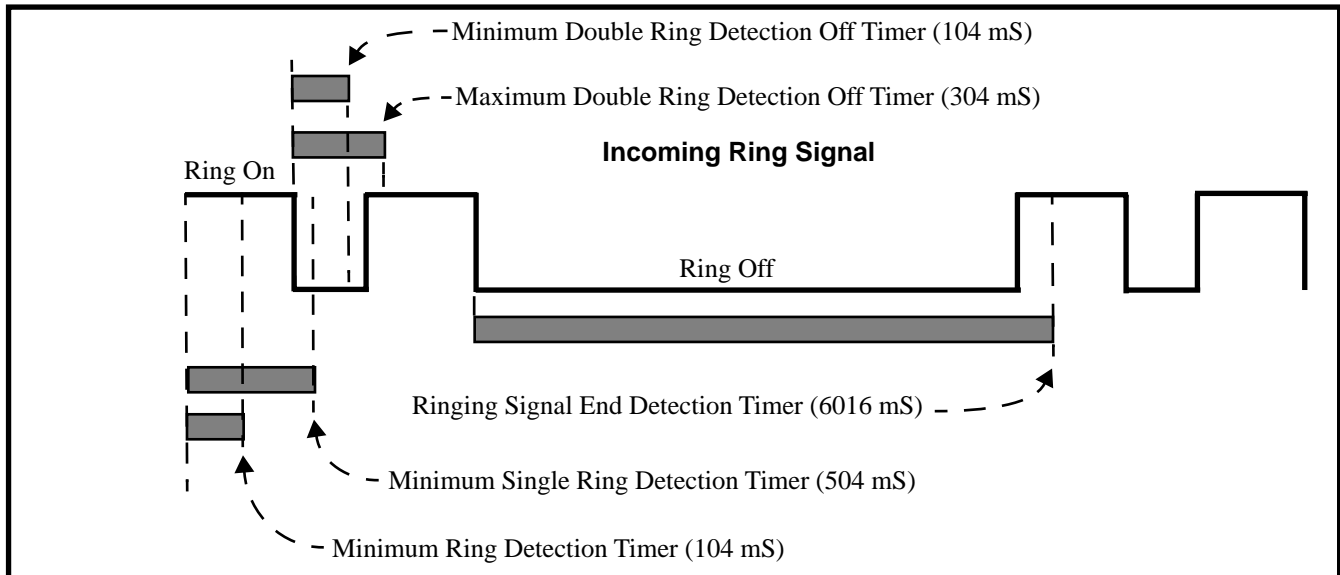 Minimum Double Ring Detection Off Timer (104 mS)
Maximum Double Ring Detection Off Timer (304 mS)
Incoming Ring Signal
Ring On
Ring Off
Ringing Signal End Detection Timer (6016 mS)
Minimum Single Ring Detection Timer (504 mS)
Minimum Ring Detection Timer (104 mS)